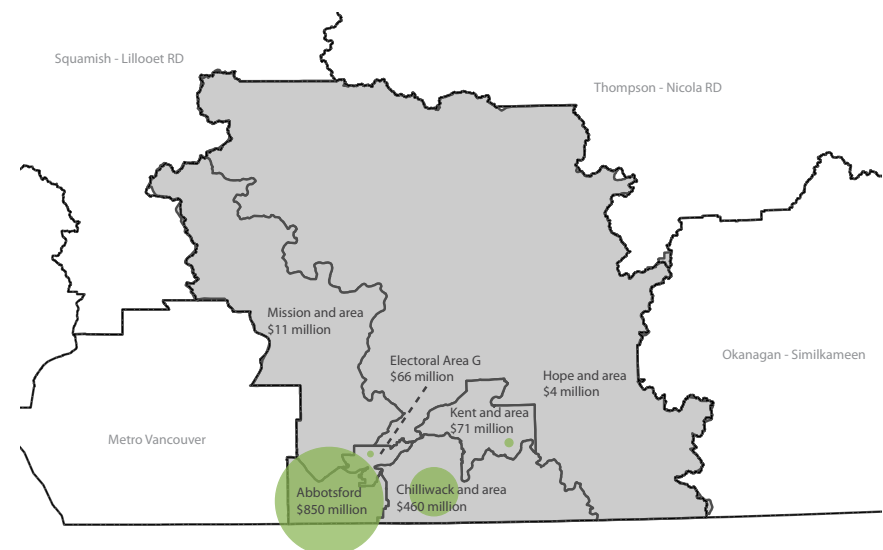 Squamish - Lillooet RD
Thompson - Nicola RD
Mission and area
$11 million
Electoral Area G
$66 million
Hope and area
$4 million
Okanagan - Similkameen
Kent and area
$71 million
Metro Vancouver
Abbotsford
$850 million
Chilliwack and area
$460 million